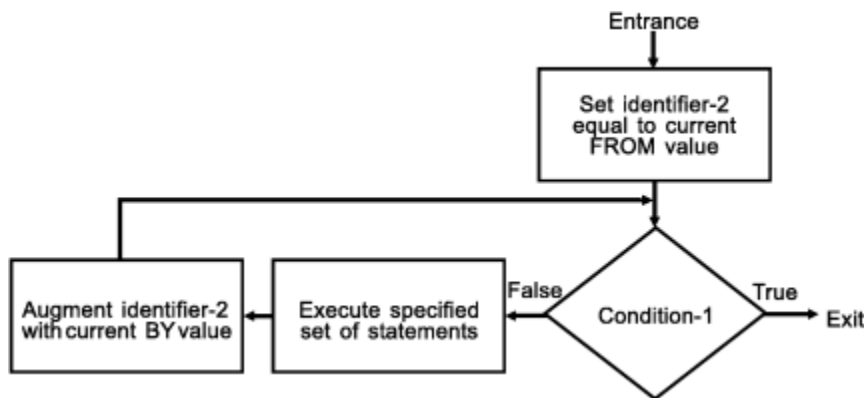 Entrance
Set identifier-2
equal to current
FROM value
False
True
Augment identifier-2
with current BY value
Execute specified
set of statements
Condition-1
Exit